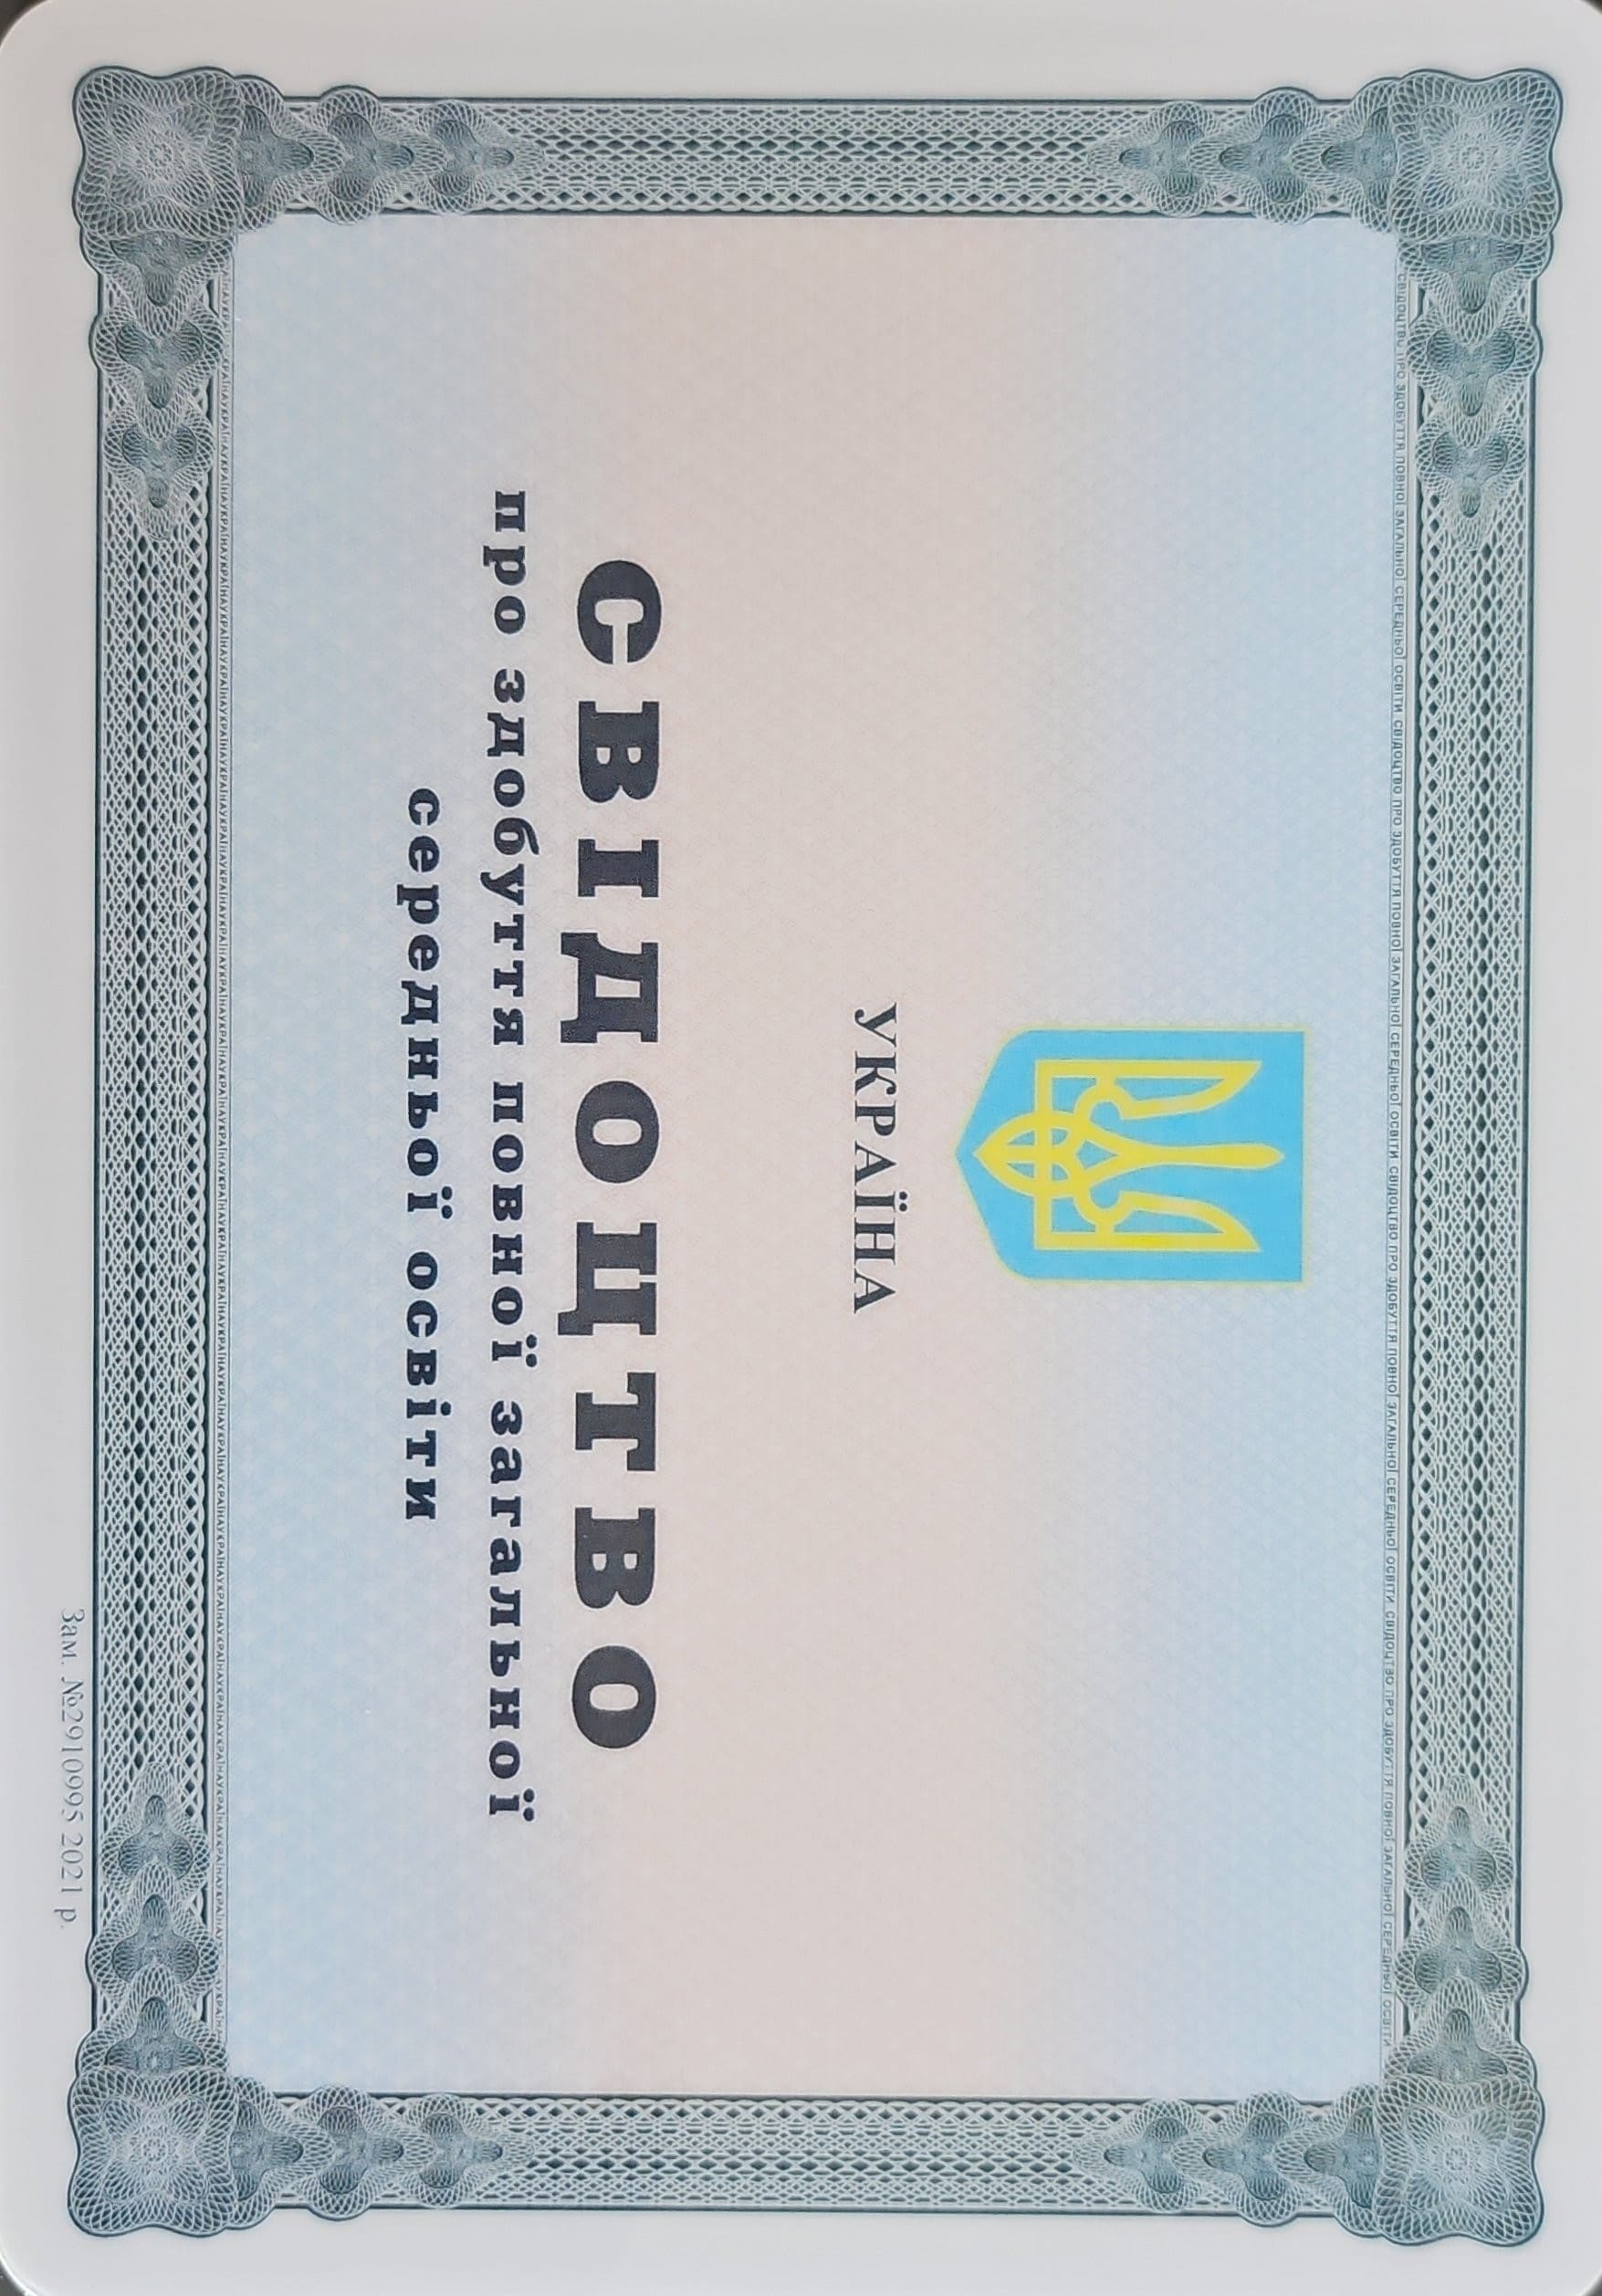 СВІДОЦТВО ПРО ЗДОБУТТЯ ПОВНОЇ ЗАГАЛЬНОЇ СЕРЕДНЬОЇ ОСВІТИ СВІДОЦТВО ПРО ЗДОБУТТЯ ПОВНОЇ ЗАГАЛЬНОЇ СЕРЕДНЬОЇ ОСВІТИ СВІДОЦТВО ПРО ЗДОБУТТЯ ПОВНОЇ ЗАГАЛЬНОЇ СЕРЕДНЬОЇ ОСВІТИ СВІДОЦТВО ПРО ЗДОБУТТЯ ПОВНОЇ ЗАГАЛЬНОЇ СЕРЕДНЬОЇ ОСВІТИ
УКРАЇНА
СВІДОЦТВО
про здобуття повної загальної
середньої освіти
Зам. №2910995 2021 р.